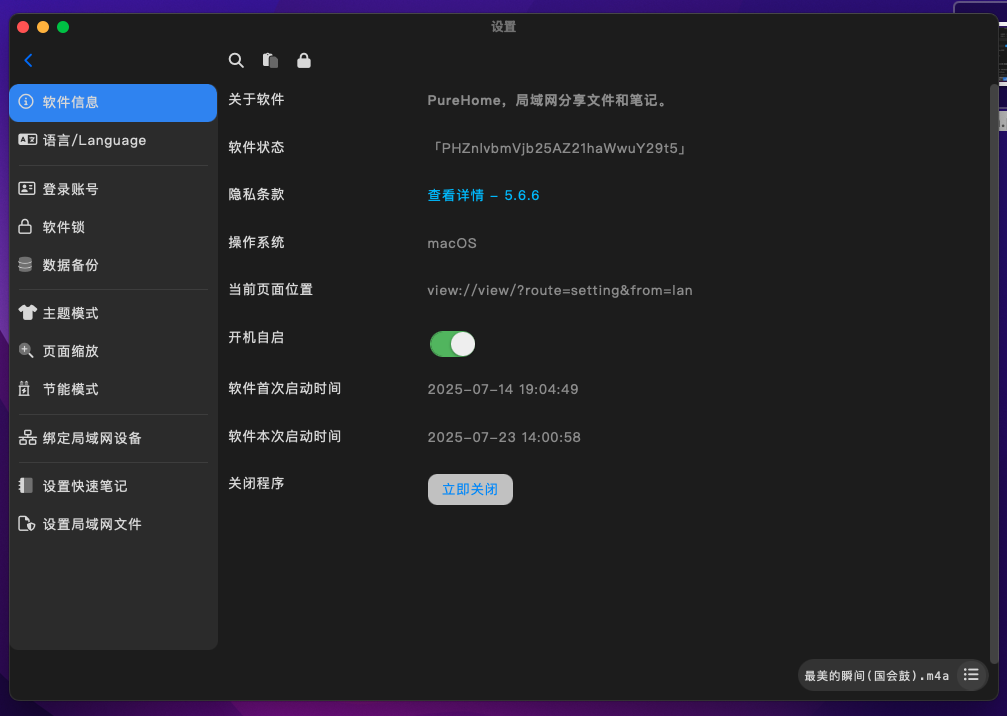 设置
软件信息
语言/Language
登录账号
软件锁
数据备份
主题模式
页面缩放
节能模式
绑定局域网设备
设置快速笔记
设置局域网文件
关于软件 PureHome，局域网分享文件和笔记。
软件状态 「PHZnlvbmVjb25AZ21haWwuY29t5」
隐私条款 查看详情 – 5.6.6
操作系统 macOS
当前页面位置 view://view/?route=setting&from=lan
开机自启
软件首次启动时间 2025–07–14 19:04:49
软件本次启动时间 2025–07–23 14:00:58
关闭程序 立即关闭
最美的瞬间(国会鼓).m4a